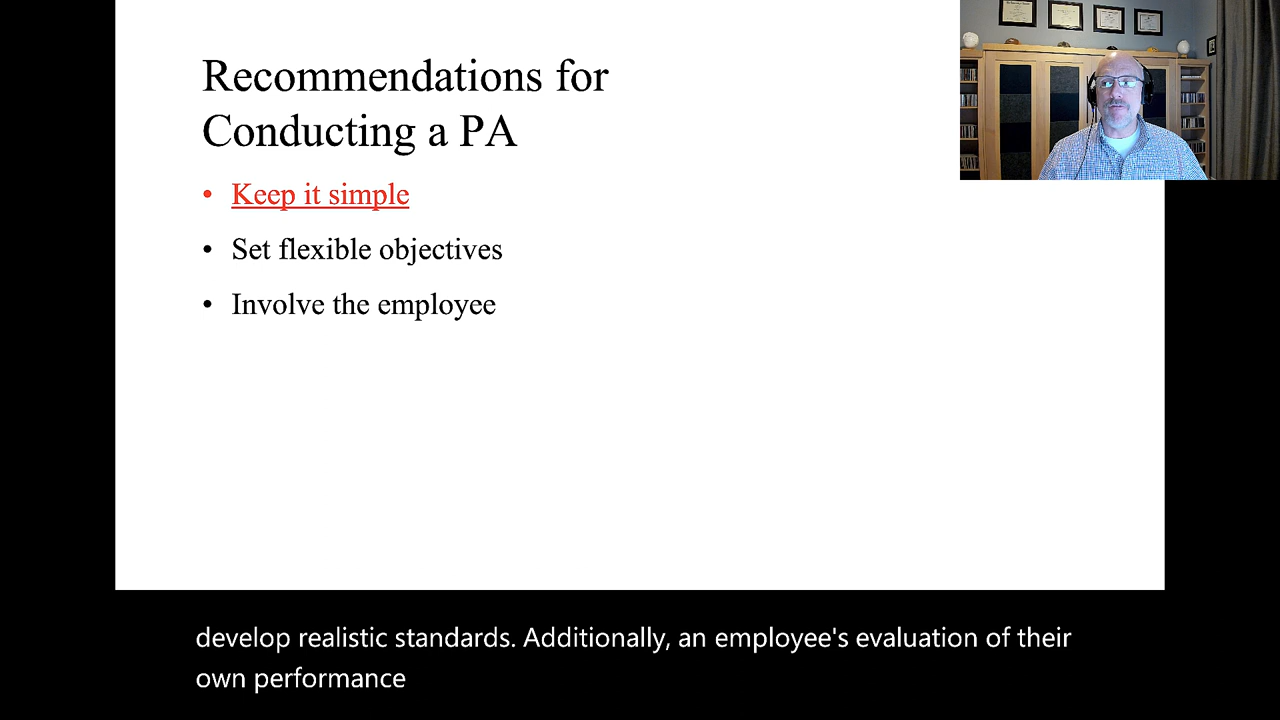 Recommendations for
Conducting a PA
• Keep it simple
• Set flexible objectives
• Involve the employee
develop realistic standards. Additionally, an employee's evaluation of their
own performance